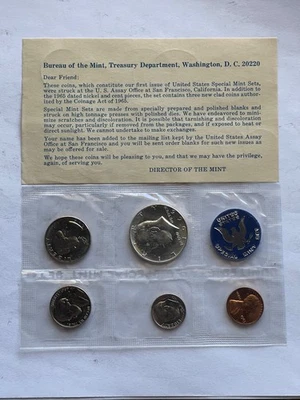 Bureau of the Mint, Treasury Department, Washington, D. C. 20220
Dear Friend:
These coins, which constitute our first issue of United States Special Mint Sets,
were struck at the U. S. Assay Office at San Francisco, California. In addition to
the 1965 dated nickel and cent pieces, the set contains three new clad coins author-
ized by the Coinage Act of 1965.
Special Mint Sets are made from specially prepared and polished blanks and
struck on high tonnage presses with polished dies. We have endeavored to mini-
mize scratches and discoloration. It is possible that tarnishing and discoloration
may occur, particularly if removed from the packages, and if exposed to heat or
direct sunlight. We cannot undertake to make exchanges.
Your name has been added to the mailing list kept by the United States Assay
Office at San Francisco and you will be sent order blanks for such new issues as
may be offered for sale.
We hope these coins will be pleasing to you, and that we may have the privilege,
again, of serving you.
DIRECTOR OF THE MINT
UNITED STATES
SPECIAL MINT SET